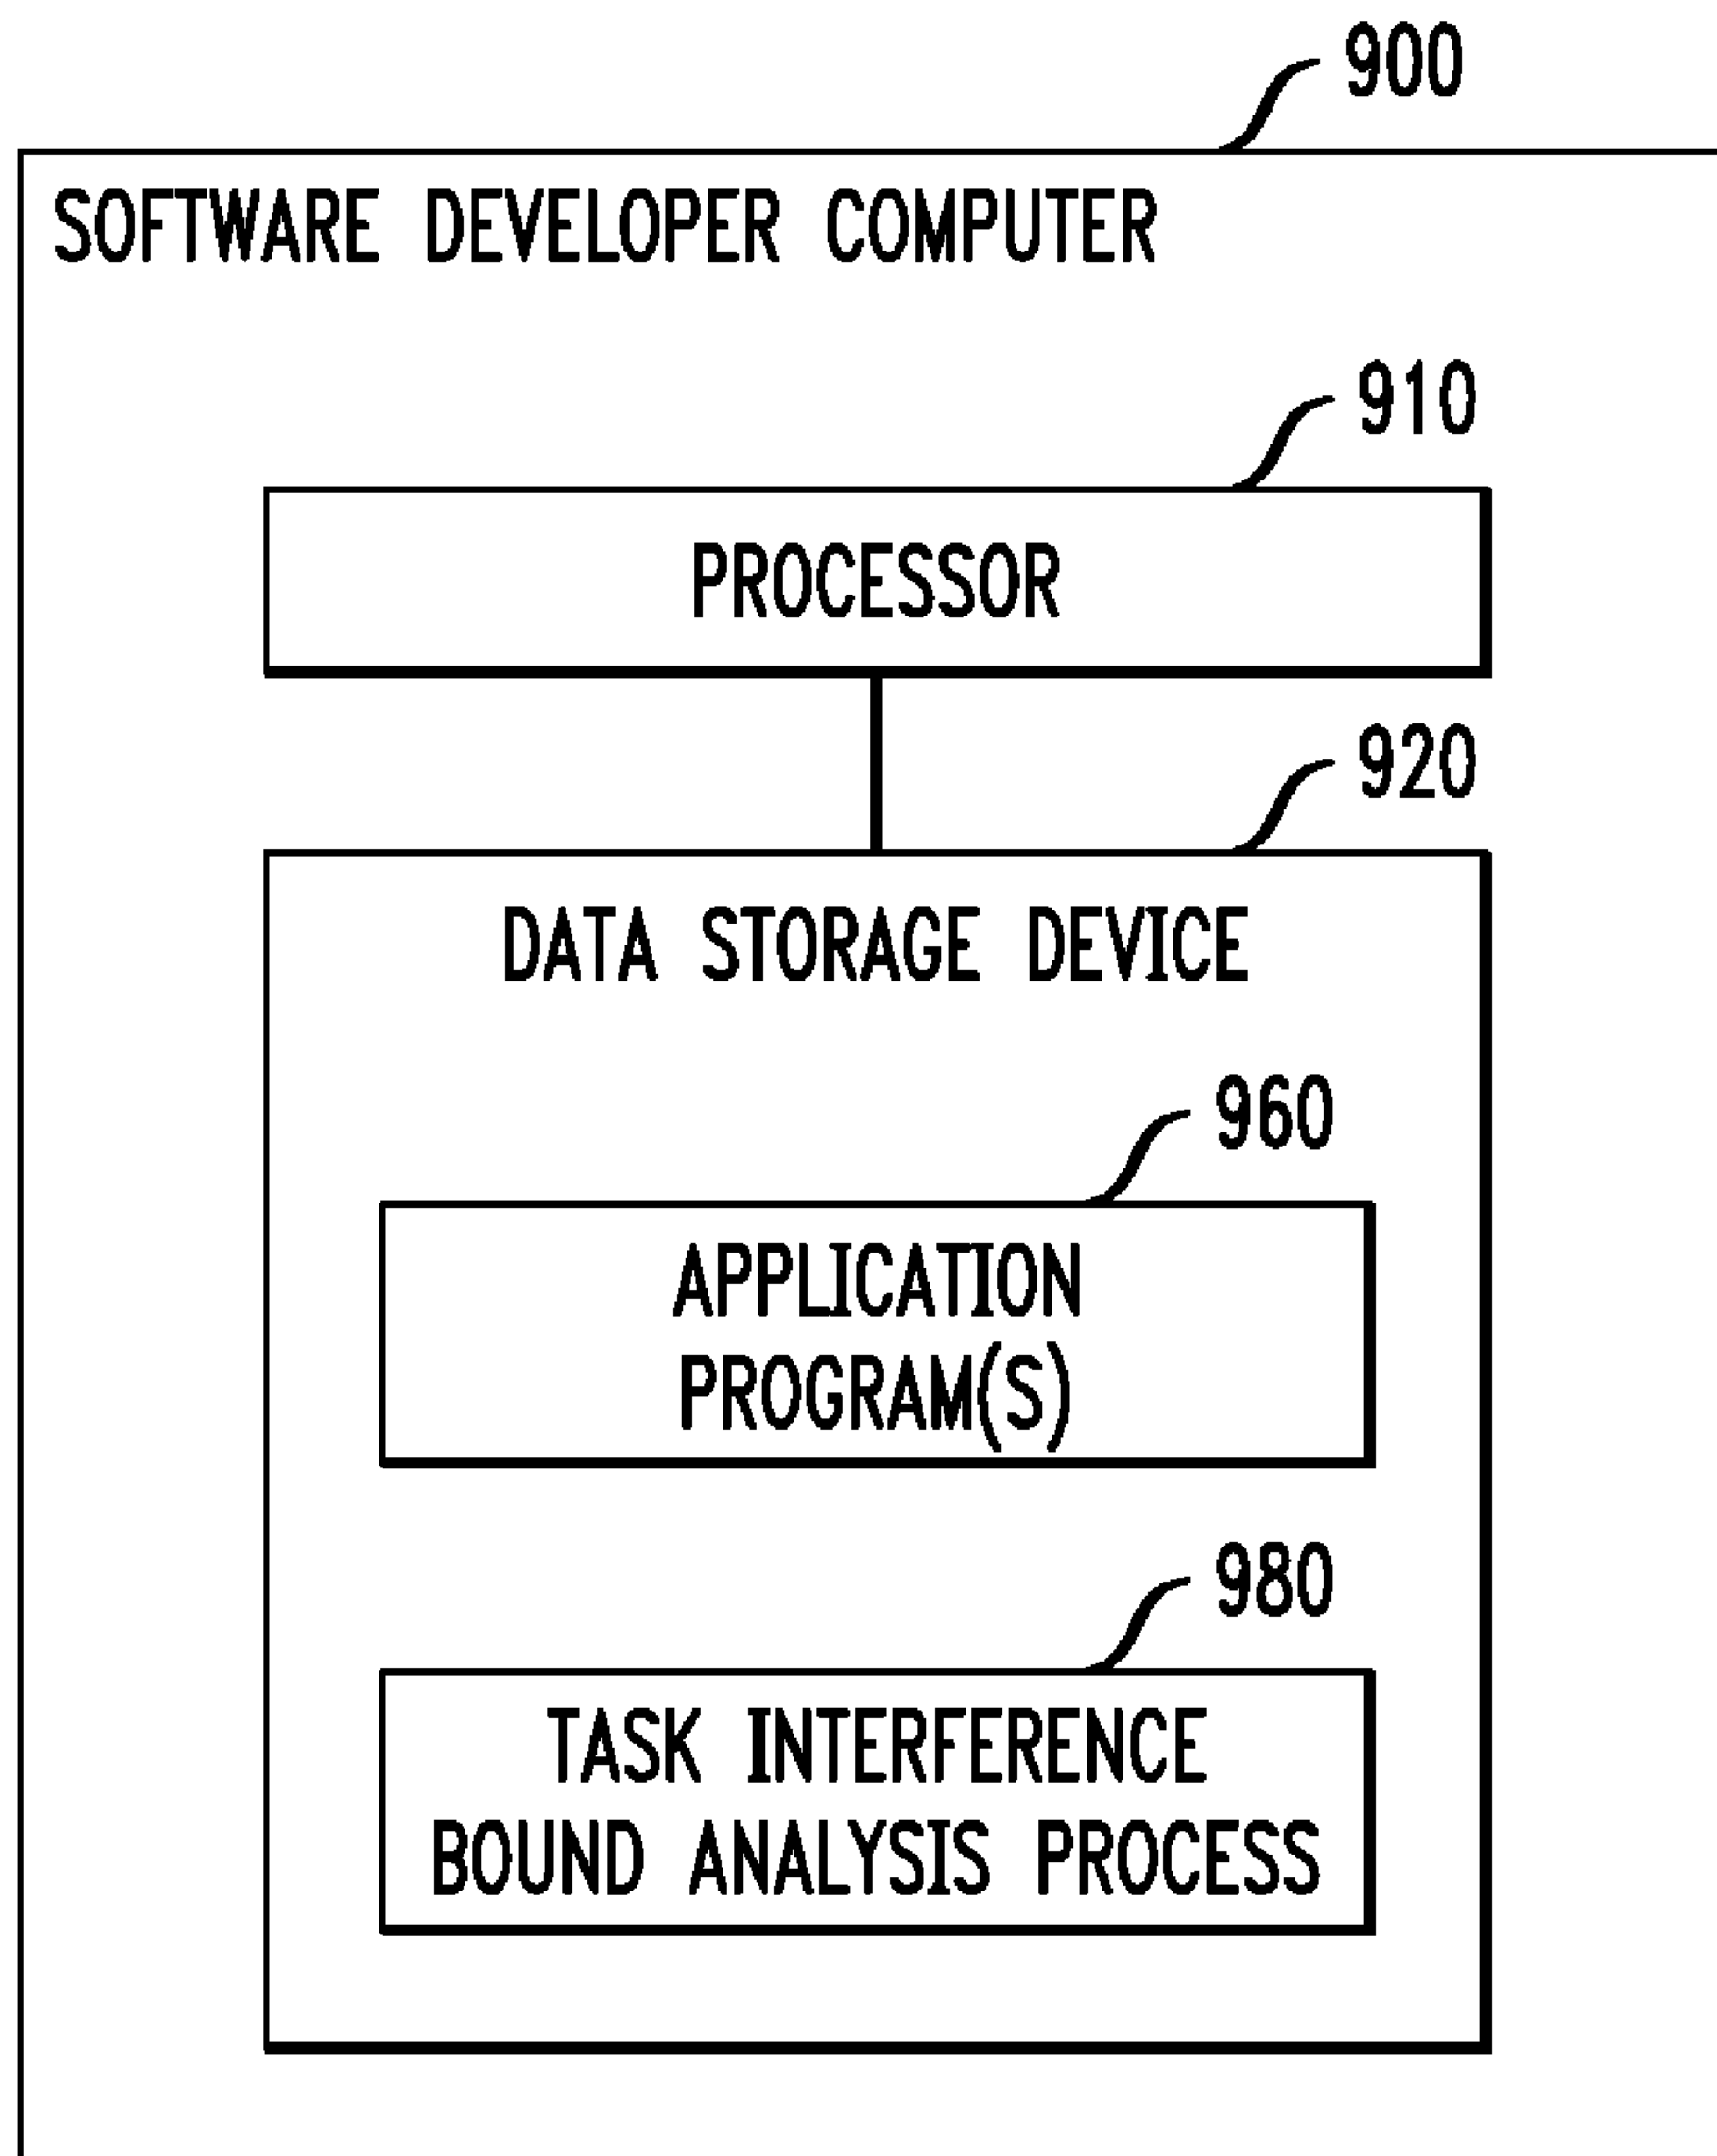 900
SOFTWARE DEVELOPER COMPUTER
910
PROCESSOR
920
DATA STORAGE DEVICE
960
APPLICATION
PROGRAM(S)
980
TASK INTERFERENCE
BOUND ANALYSIS PROCESS